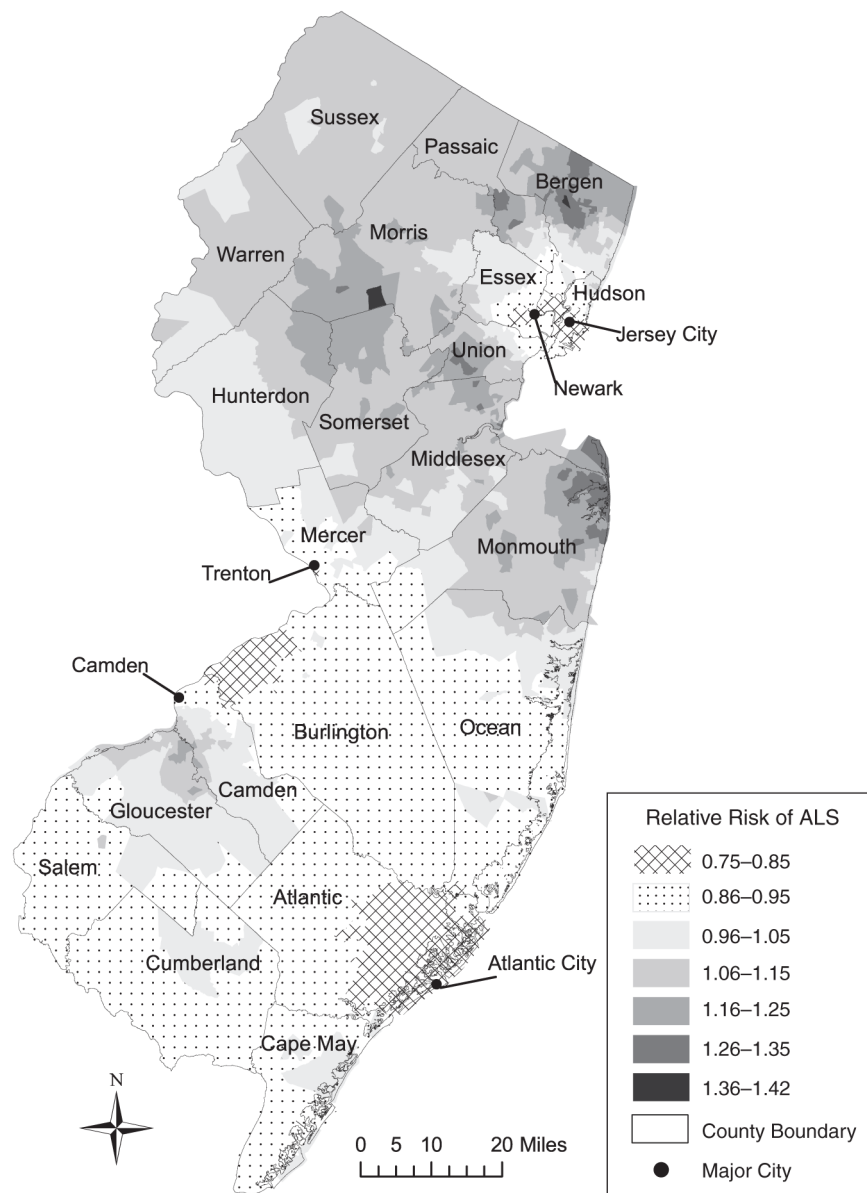 Sussex
Passaic
Bergen
Morris
Warren
Essex
Hudson
Jersey City
Union
Newark
Hunterdon
Somerset
Middlesex
Mercer
Monmouth
Trenton
Camden
Burlington
Ocean
Camden
Gloucester
Salem
Atlantic
Cumberland
Atlantic City
Cape May
N
0 5 10 20 Miles
Relative Risk of ALS
0.75–0.85
0.86–0.95
0.96–1.05
1.06–1.15
1.16–1.25
1.26–1.35
1.36–1.42
County Boundary
Major City